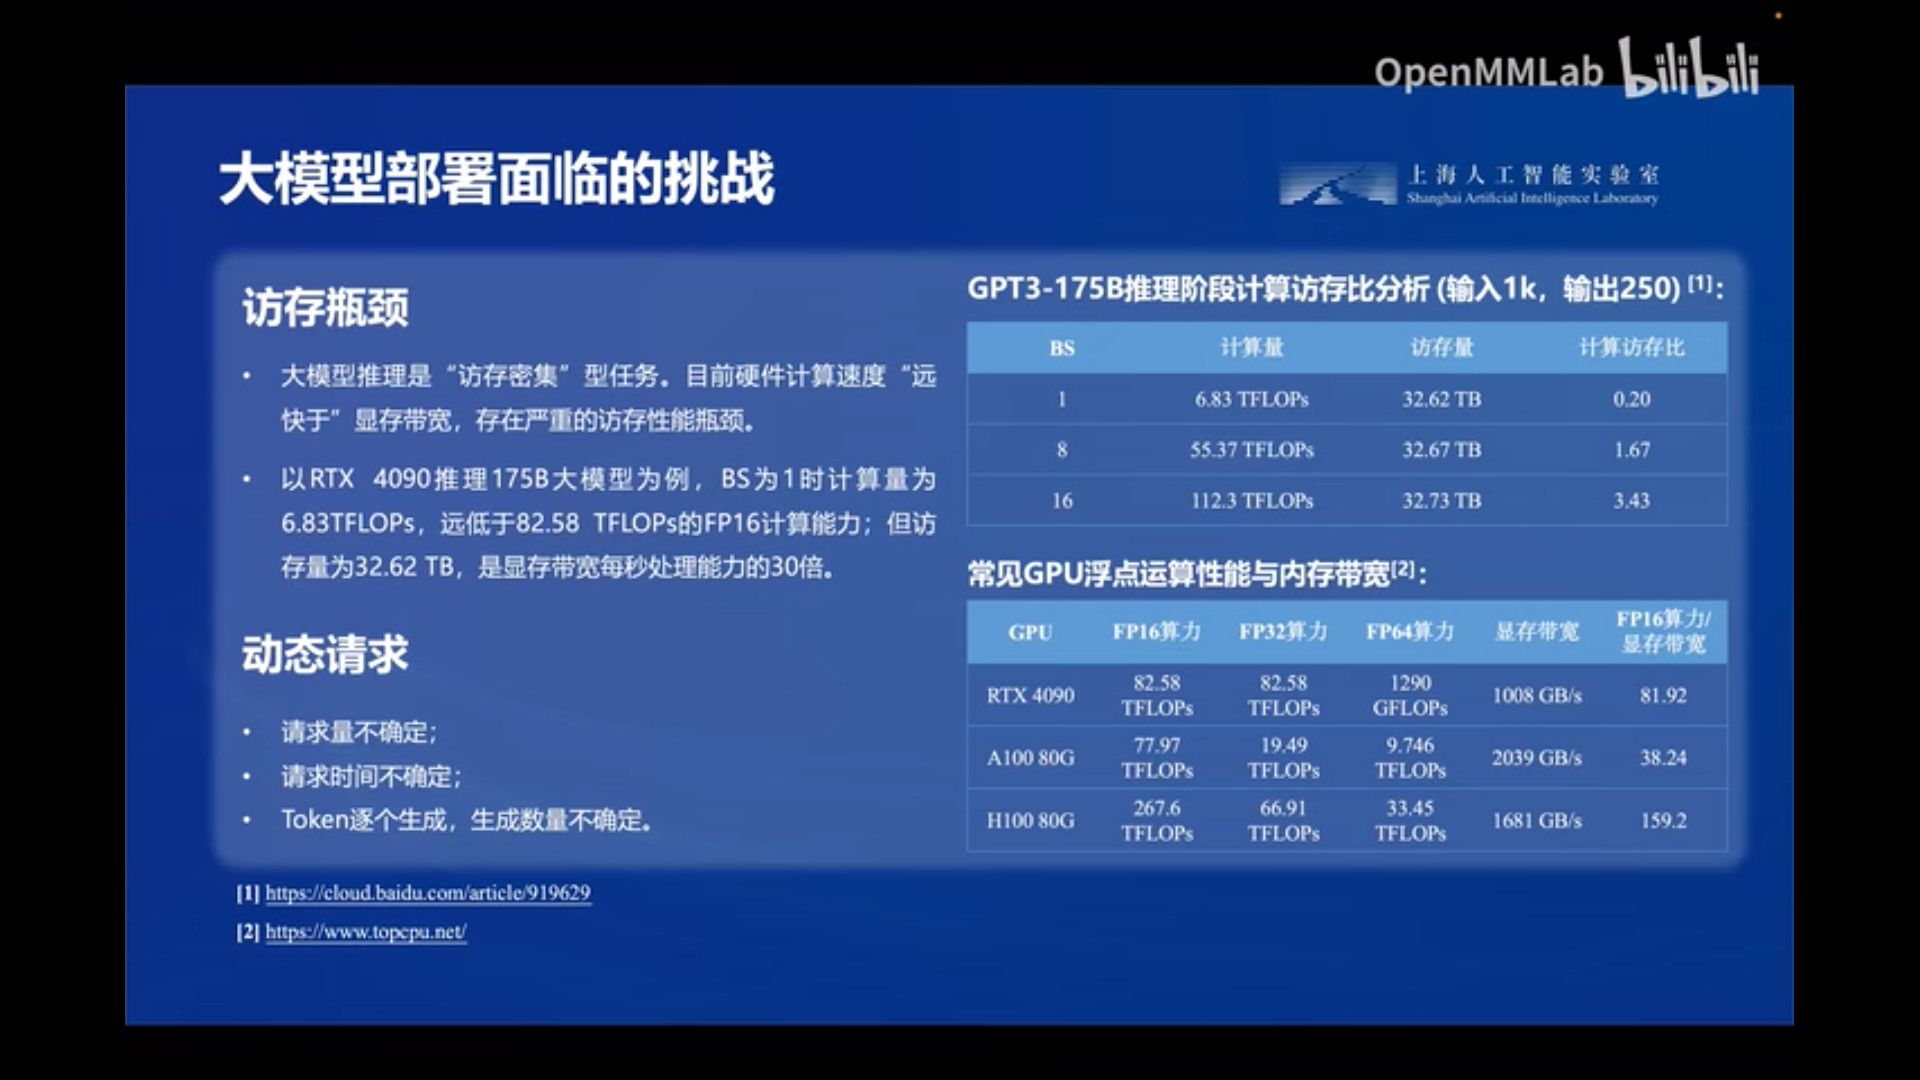 OpenMMLab bilibili
大模型部署面临的挑战
上海人工智能实验室
Shanghai Artificial Intelligence Laboratory
访存瓶颈
• 大模型推理是“访存密集”型任务。目前硬件计算速度“远
快于”显存带宽，存在严重的访存性能瓶颈。
• 以RTX 4090推理175B大模型为例，BS为1时计算量为
6.83TFLOPs，远低于82.58 TFLOPs的FP16计算能力；但访
存量为32.62 TB，是显存带宽每秒处理能力的30倍。
动态请求
• 请求量不确定；
• 请求时间不确定；
• Token逐个生成，生成数量不确定。
GPT3-175B推理阶段计算访存比分析 (输入1k，输出250) [1]：
BS 计算量 访存量 计算访存比
1 6.83 TFLOPs 32.62 TB 0.20
8 55.37 TFLOPs 32.67 TB 1.67
16 112.3 TFLOPs 32.73 TB 3.43
常见GPU浮点运算性能与内存带宽[2]：
GPU FP16算力 FP32算力 FP64算力 显存带宽 FP16算力/
显存带宽
RTX 4090 82.58 TFLOPs 82.58 TFLOPs 1290 GFLOPs 1008 GB/s 81.92
A100 80G 77.97 TFLOPs 19.49 TFLOPs 9.746 TFLOPs 2039 GB/s 38.24
H100 80G 267.6 TFLOPs 66.91 TFLOPs 33.45 TFLOPs 1681 GB/s 159.2
[1] https://cloud.baidu.com/article/919629
[2] https://www.topcpu.net/